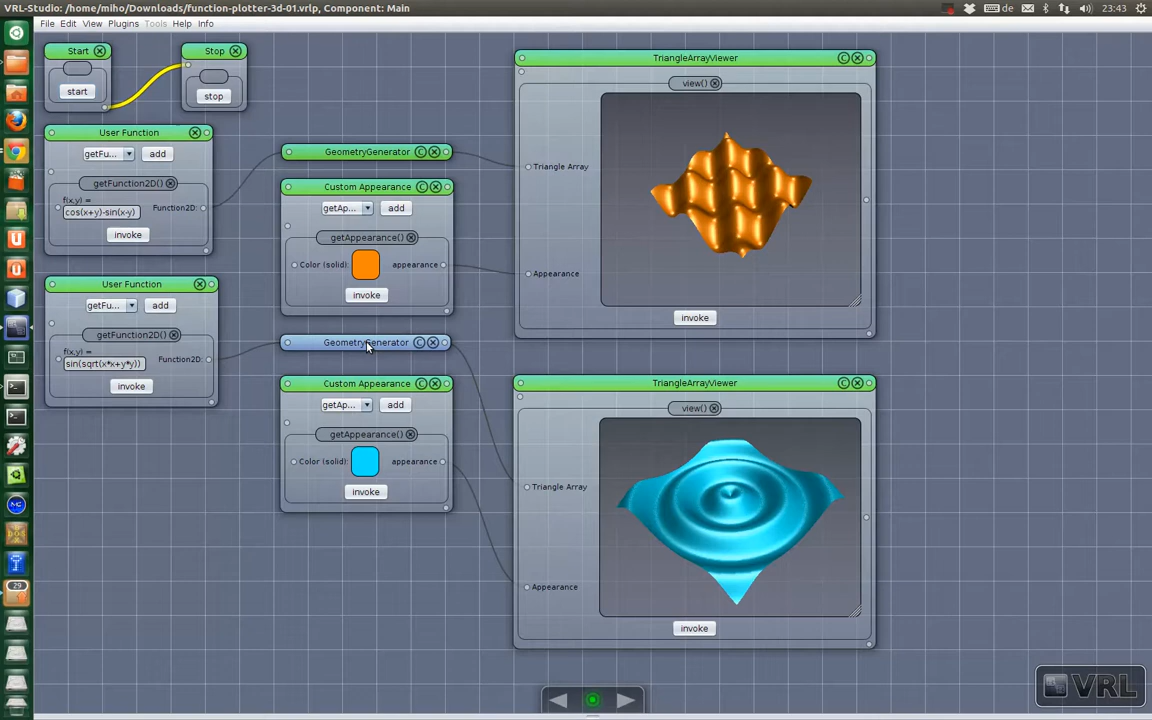 VRL-Studio: /home/miho/Downloads/function-plotter-3d-01.vrlp, Component: Main
de
23:43
File Edit View Plugins Tools Help Info
Start
start
Stop
stop
User Function
getFu...
add
getFunction2D()
f(x,y) =
cos(x+y)-sin(x-y)
Function2D:
invoke
User Function
getFu...
add
getFunction2D()
f(x,y) =
sin(sqrt(x*x+y*y))
Function2D:
invoke
GeometryGenerator
C
Custom Appearance
C
getAp...
add
getAppearance()
Color (solid):
appearance
invoke
GeometryGenerator
C
Custom Appearance
C
getAp...
add
getAppearance()
Color (solid):
appearance
invoke
TriangleArrayViewer
C
view()
Triangle Array
Appearance
invoke
TriangleArrayViewer
C
view()
Triangle Array
Appearance
invoke
29
VRL